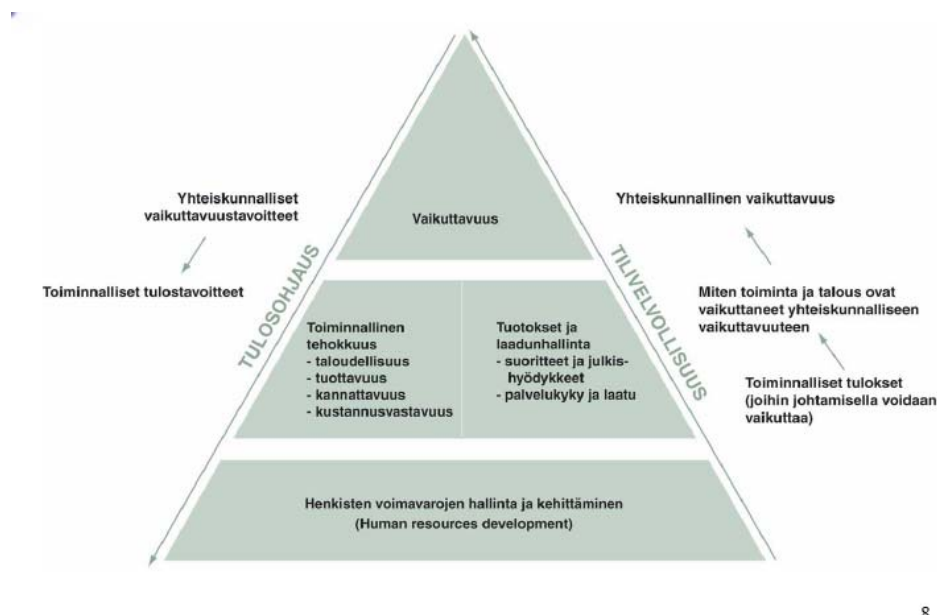 Yhteiskunnalliset
vaikuttavuustavoitteet
Toiminnalliset tulostavoitteet
TULOSOHJAUS
Vaikuttavuus
Toiminnallinen
tehokkuus
- taloudellisuus
- tuottavuus
- kannattavuus
- kustannusvastavuus
Tuotokset ja
laadunhallinta
- suoritteet ja julkis-
hyödykkeet
- palvelukyky ja laatu
Henkisten voimavarojen hallinta ja kehittäminen
(Human resources development)
TILIVELVOLLISUUS
Yhteiskunnallinen vaikuttavuus
Miten toiminta ja talous ovat
vaikuttaneet yhteiskunnalliseen
vaikuttavuuteen
Toiminnalliset tulokset
(joihin johtamisella voidaan
vaikuttaa)
8